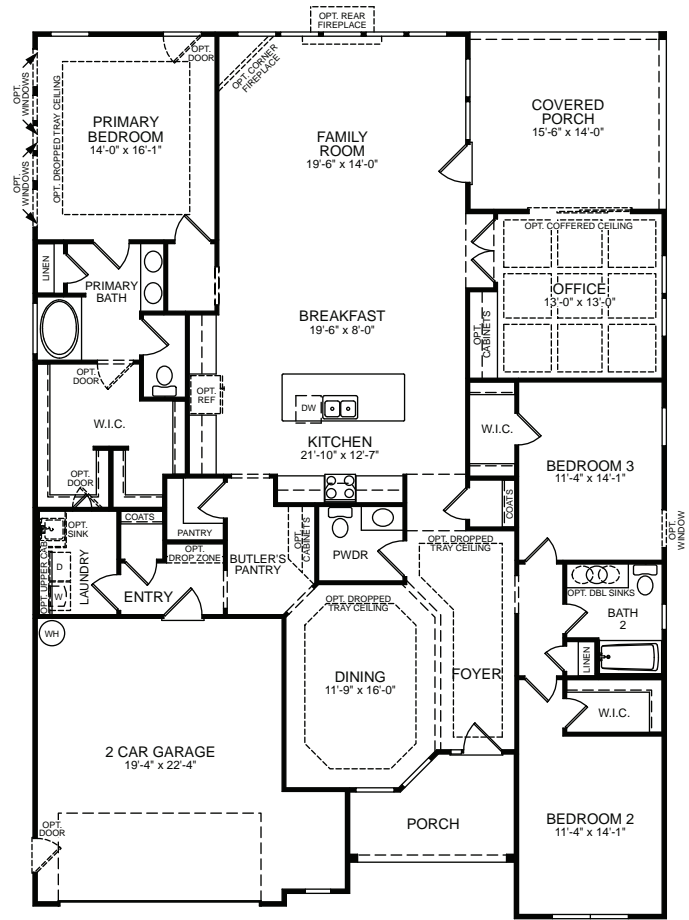 OPT. REAR
FIREPLACE
OPT.
DOOR
OPT. CORNER
FIREPLACE
OPT.
WINDOWS
OPT.
WINDOWS
OPT. DROPPED TRAY CEILING
PRIMARY
BEDROOM
14'-0" x 16'-1"
FAMILY
ROOM
19'-6" x 14'-0"
COVERED
PORCH
15'-6" x 14'-0"
OPT. COFFERED CEILING
OFFICE
13'-0" x 13'-0"
OPT.
CABINETS
LINEN
PRIMARY
BATH
BREAKFAST
19'-6" x 8'-0"
OPT.
DOOR
OPT.
REF
DW
W.I.C.
KITCHEN
21'-10" x 12'-7"
W.I.C.
BEDROOM 3
11'-4" x 14'-1"
OPT.
DOOR
COATS
OPT.
WINDOW
COATS
OPT.
SINK
OPT. UPPER CAB
D
W
LAUNDRY
PANTRY
OPT.
DROP ZONE
ENTRY
BUTLER'S
PANTRY
OPT.
CABINETS
PWDR
OPT. DROPPED
TRAY CEILING
OPT. DBL SINKS
BATH
2
LINEN
WH
OPT. DROPPED
TRAY CEILING
DINING
11'-9" x 16'-0"
FOYER
W.I.C.
2 CAR GARAGE
19'-4" x 22'-4"
OPT.
DOOR
PORCH
BEDROOM 2
11'-4" x 14'-1"